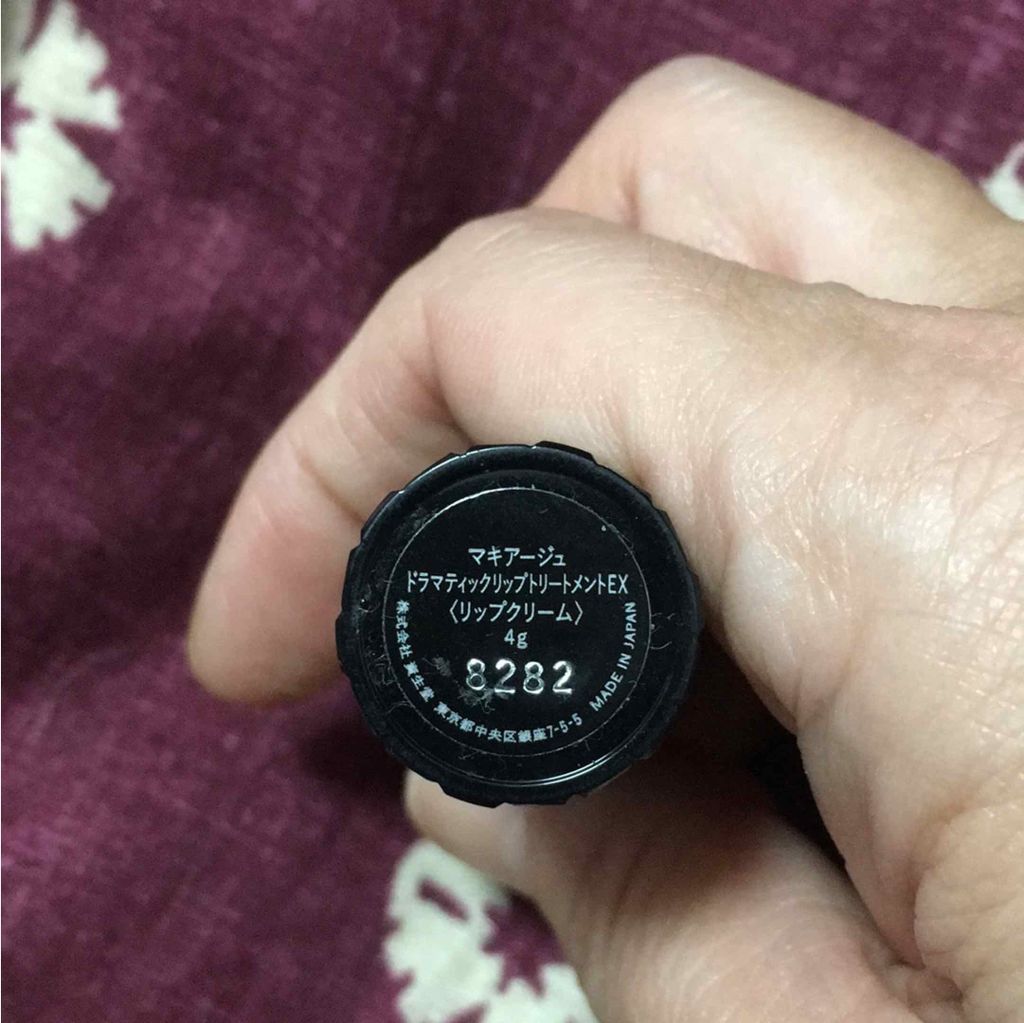 マキアージュ
ドラマティックリップトリートメントEX
〈リップクリーム〉
4g
8282
株式会社 資生堂 東京都中央区銀座7-5-5 MADE IN JAPAN